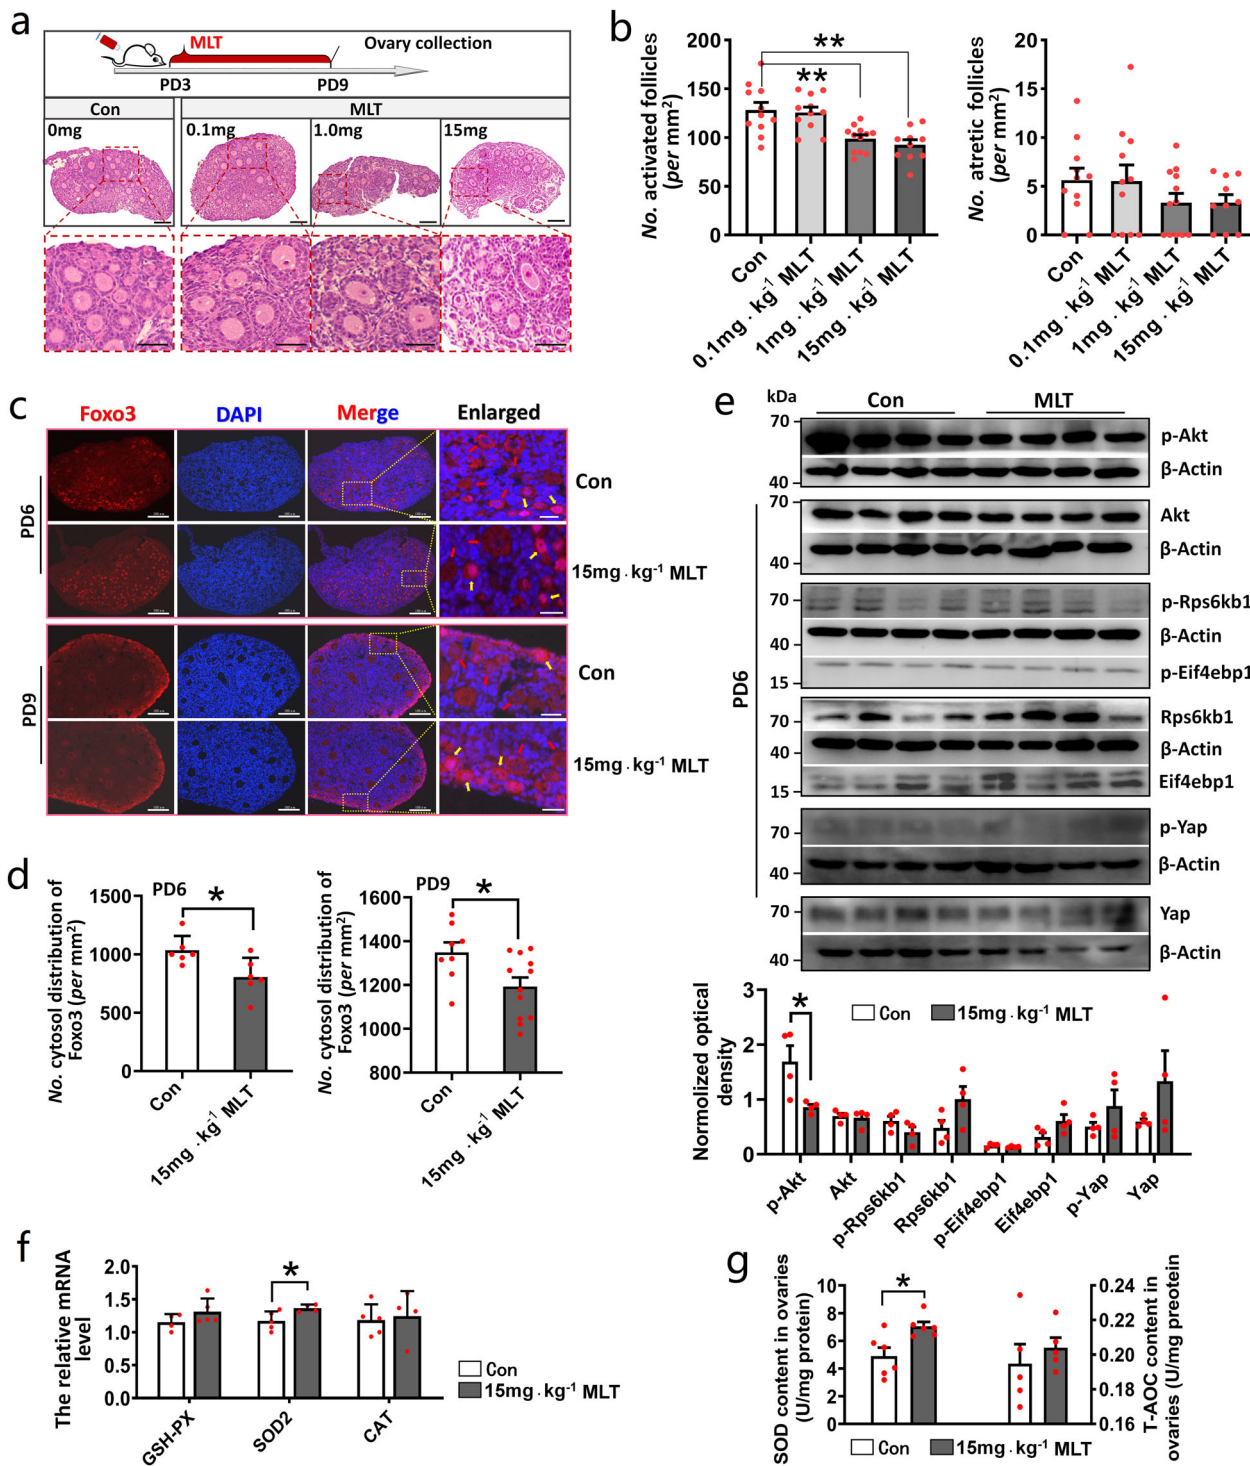 a
MLT
Ovary collection
PD3
PD9
Con
MLT
0mg
0.1mg
1.0mg
15mg
b
No. activated follicles
(per mm²)
200
150
100
50
0
**
**
Con
0.1mg · kg⁻¹ MLT
1mg · kg⁻¹ MLT
15mg · kg⁻¹ MLT
No. atretic follicles
(per mm²)
20
15
10
5
0
Con
0.1mg · kg⁻¹ MLT
1mg · kg⁻¹ MLT
15mg · kg⁻¹ MLT
c
Foxo3
DAPI
Merge
Enlarged
PD6
Con
15mg · kg⁻¹ MLT
PD9
Con
15mg · kg⁻¹ MLT
d
No. cytosol distribution of
Foxo3 (per mm²)
1500
1000
500
0
PD6
*
Con
15mg · kg⁻¹ MLT
No. cytosol distribution of
Foxo3 (per mm²)
1600
1400
1200
1000
800
PD9
*
Con
15mg · kg⁻¹ MLT
e
kDa
Con
MLT
PD6
70
p-Akt
40
β-Actin
70
Akt
40
β-Actin
70
p-Rps6kb1
40
β-Actin
15
p-Eif4ebp1
70
Rps6kb1
40
β-Actin
15
Eif4ebp1
70
p-Yap
40
β-Actin
70
Yap
40
β-Actin
Normolized optical
density
3
2
1
0
*
Con
15mg · kg⁻¹ MLT
p-Akt
Akt
p-Rps6kb1
Rps6kb1
p-Eif4ebp1
Eif4ebp1
p-Yap
Yap
f
The relative mRNA
level
2.0
1.5
1.0
0.5
0.0
*
GSH-PX
SOD2
CAT
Con
15mg · kg⁻¹ MLT
g
SOD content in ovaries
(U/mg protein)
10
8
6
4
2
0
*
0.24
0.22
0.20
0.18
0.16
T-AOC content in
ovaries (U/mg preotein)
Con
15mg · kg⁻¹ MLT